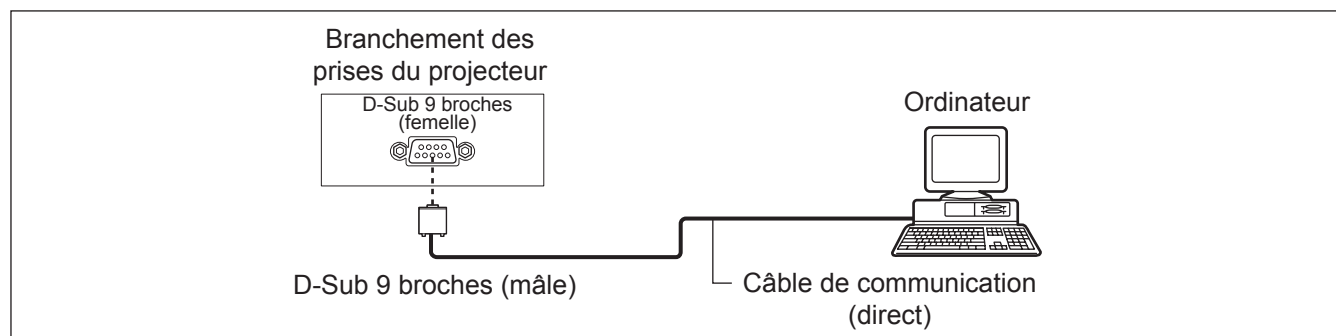 Branchement des
prises du projecteur
D-Sub 9 broches
(femelle)
Ordinateur
D-Sub 9 broches (mâle)
Câble de communication
(direct)